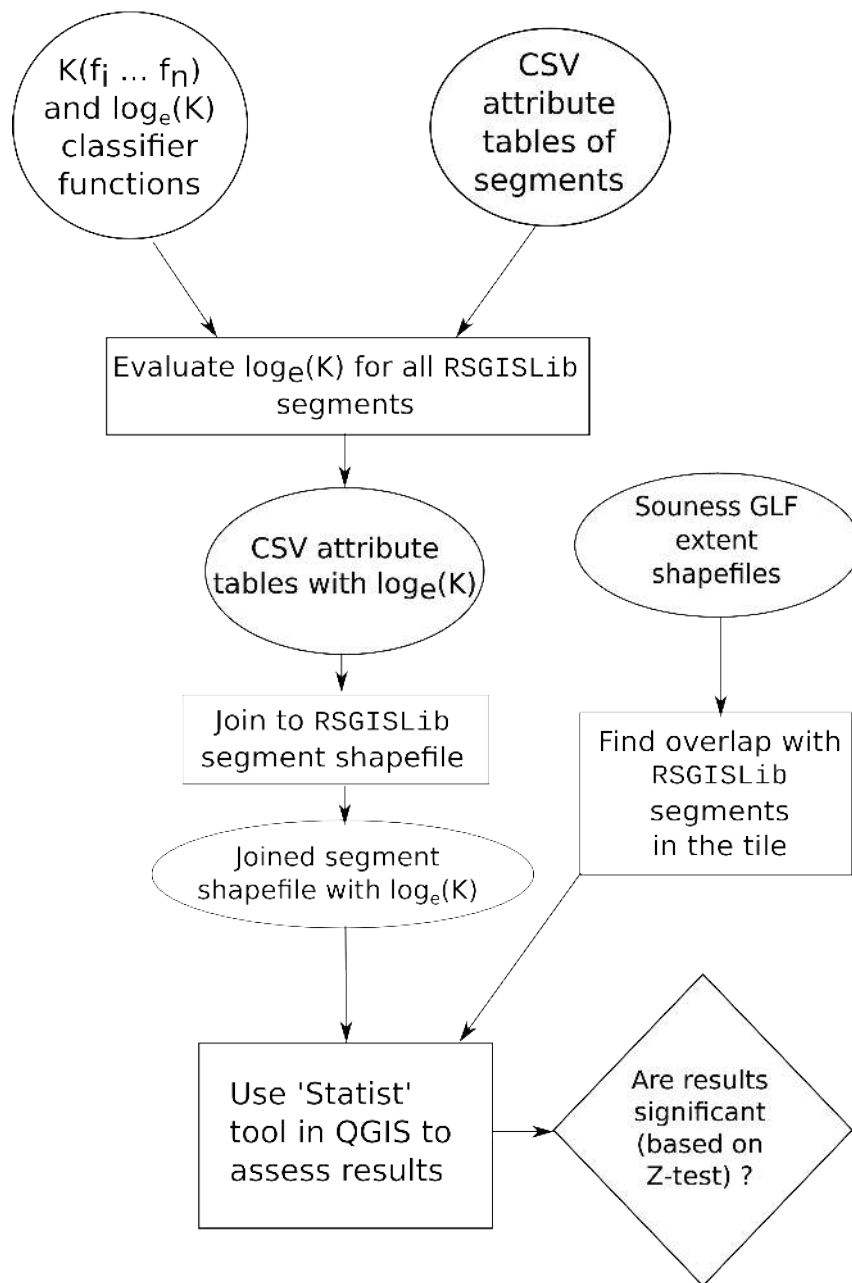 K(fi ... fn)
and loge(K)
classifier
functions
CSV
attribute
tables of
segments
Evaluate loge(K) for all RSGISLib
segments
CSV attribute
tables with loge(K)
Souness GLF
extent
shapefiles
Join to RSGISLib
segment shapefile
Find overlap with
RSGISLib
segments
in the tile
Joined segment
shapefile with loge(K)
Use 'Statist'
tool in QGIS to
assess results
Are results
significant
(based on
Z-test) ?